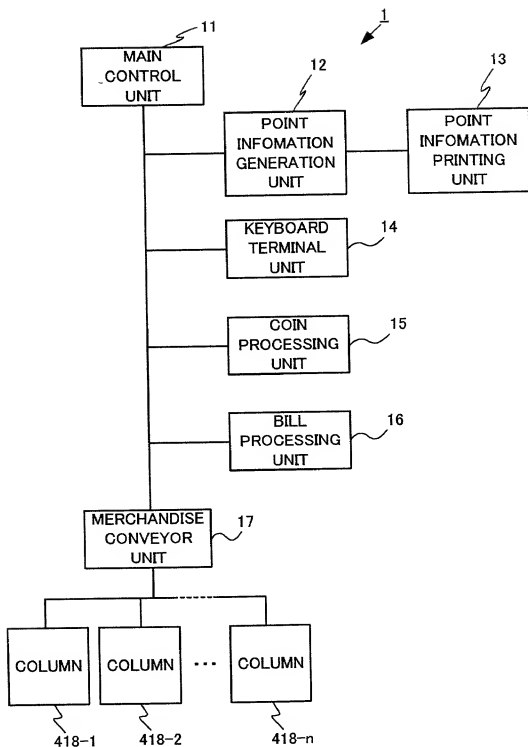 1
11
MAIN
CONTROL
UNIT
12
13
POINT
INFOMATION
GENERATION
UNIT
POINT
INFOMATION
PRINTING
UNIT
KEYBOARD
TERMINAL
UNIT
14
COIN
PROCESSING
UNIT
15
BILL
PROCESSING
UNIT
16
MERCHANDISE
CONVEYOR
UNIT
17
COLUMN
COLUMN
...
COLUMN
418-1
418-2
418-n